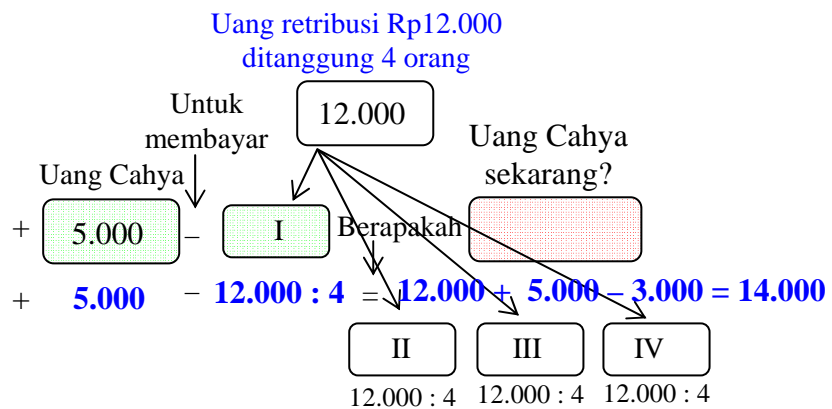 Uang retribusi Rp12.000
ditanggung 4 orang
12.000
Untuk
membayar
Uang Cahya
sekarang?
Uang Cahya
+ 5.000 – I Berapakah
+ 5.000 – 12.000 : 4 = 12.000 + 5.000 – 3.000 = 14.000
II III IV
12.000 : 4 12.000 : 4 12.000 : 4